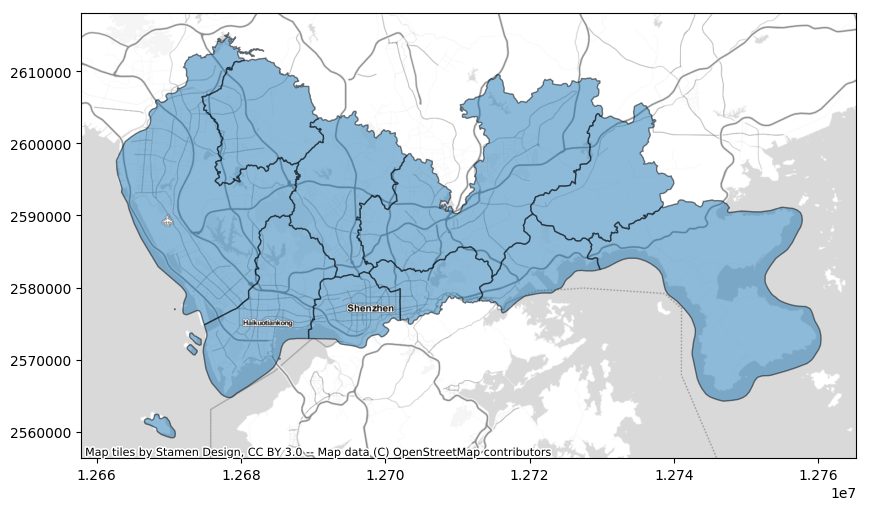 2610000
2600000
2590000
2580000
2570000
2560000
Shenzhen
Haikuotiankong
Map tiles by Stamen Design, CC BY 3.0 -- Map data (C) OpenStreetMap contributors
1.266 1.268 1.270 1.272 1.274 1.276
1e7